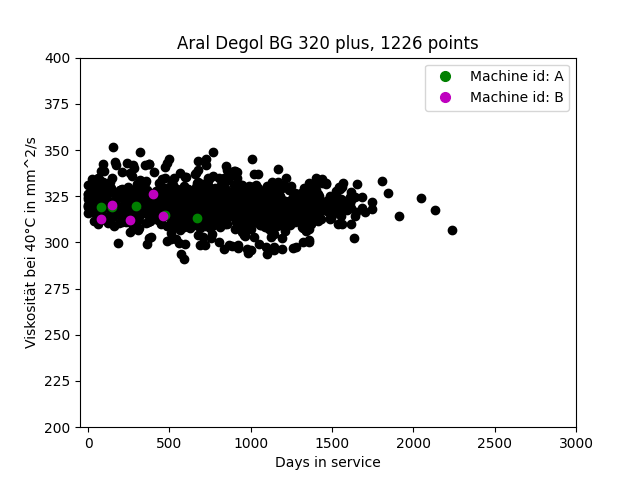 Aral Degol BG 320 plus, 1226 points
Machine id: A
Machine id: B
Viskosität bei 40°C in mm^2/s
400
375
350
325
300
275
250
225
200
0 500 1000 1500 2000 2500 3000
Days in service